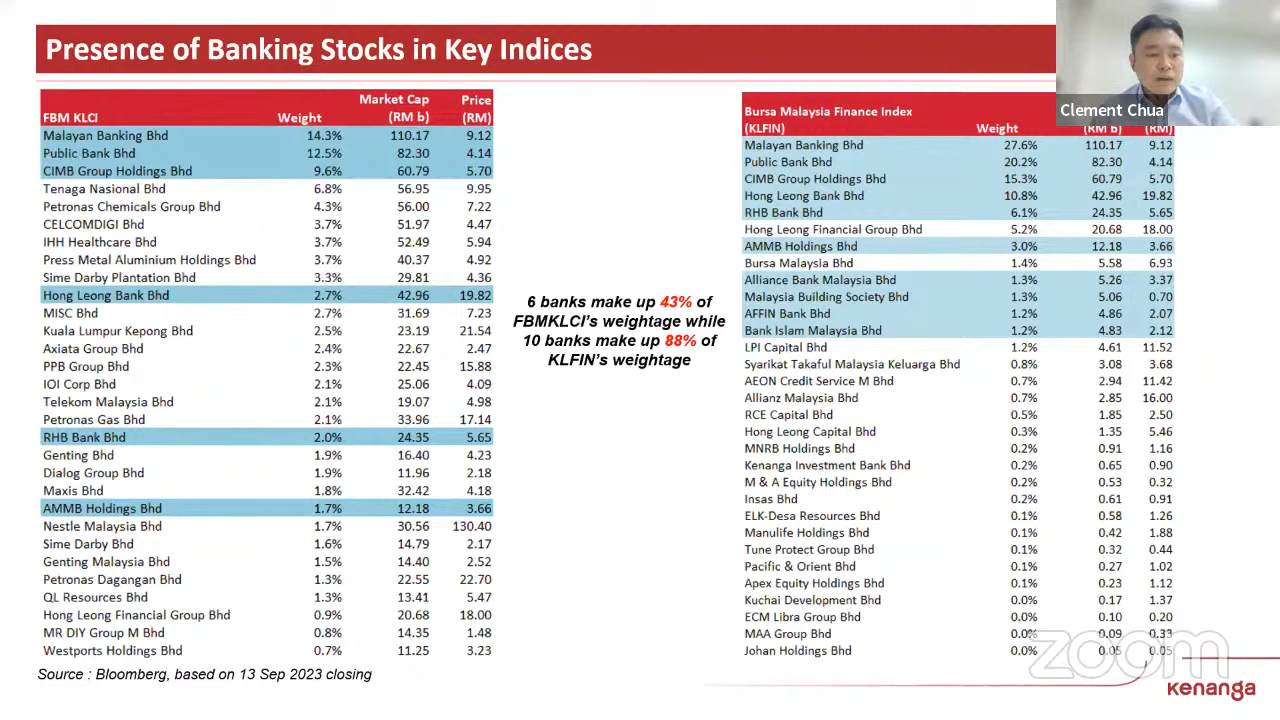 Presence of Banking Stocks in Key Indices
Clement Chua
FBM KLCI Weight Market Cap (RM b) Price (RM)
Malayan Banking Bhd 14.3% 110.17 9.12
Public Bank Bhd 12.5% 82.30 4.14
CIMB Group Holdings Bhd 9.6% 60.79 5.70
Tenaga Nasional Bhd 6.8% 56.95 9.95
Petronas Chemicals Group Bhd 4.3% 56.00 7.22
CELCOMDIGI Bhd 3.7% 51.97 4.47
IHH Healthcare Bhd 3.7% 52.49 5.94
Press Metal Aluminium Holdings Bhd 3.7% 40.37 4.92
Sime Darby Plantation Bhd 3.3% 29.81 4.36
Hong Leong Bank Bhd 2.7% 42.96 19.82
MISC Bhd 2.7% 31.69 7.23
Kuala Lumpur Kepong Bhd 2.5% 23.19 21.54
Axiata Group Bhd 2.4% 22.67 2.47
PPB Group Bhd 2.3% 22.45 15.88
IOI Corp Bhd 2.1% 25.06 4.09
Telekom Malaysia Bhd 2.1% 19.07 4.98
Petronas Gas Bhd 2.1% 33.96 17.14
RHB Bank Bhd 2.0% 24.35 5.65
Genting Bhd 1.9% 16.40 4.23
Dialog Group Bhd 1.9% 11.96 2.18
Maxis Bhd 1.8% 32.42 4.18
AMMB Holdings Bhd 1.7% 12.18 3.66
Nestle Malaysia Bhd 1.7% 30.56 130.40
Sime Darby Bhd 1.6% 14.79 2.17
Genting Malaysia Bhd 1.5% 14.40 2.52
Petronas Dagangan Bhd 1.3% 22.55 22.70
QL Resources Bhd 1.3% 13.41 5.47
Hong Leong Financial Group Bhd 0.9% 20.68 18.00
MR DIY Group M Bhd 0.8% 14.35 1.48
Westports Holdings Bhd 0.7% 11.25 3.23
Source : Bloomberg, based on 13 Sep 2023 closing
6 banks make up 43% of
FBMKLCI's weightage while
10 banks make up 88% of
KLFIN's weightage
Bursa Malaysia Finance Index
(KLFIN) Weight (RM b) (RM)
Malayan Banking Bhd 27.6% 110.17 9.12
Public Bank Bhd 20.2% 82.30 4.14
CIMB Group Holdings Bhd 15.3% 60.79 5.70
Hong Leong Bank Bhd 10.8% 42.96 19.82
RHB Bank Bhd 6.1% 24.35 5.65
Hong Leong Financial Group Bhd 5.2% 20.68 18.00
AMMB Holdings Bhd 3.0% 12.18 3.66
Bursa Malaysia Bhd 1.4% 5.58 6.93
Alliance Bank Malaysia Bhd 1.3% 5.26 3.37
Malaysia Building Society Bhd 1.3% 5.06 0.70
AFFIN Bank Bhd 1.2% 4.86 2.07
Bank Islam Malaysia Bhd 1.2% 4.83 2.12
LPI Capital Bhd 1.2% 4.61 11.52
Syarikat Takaful Malaysia Keluarga Bhd 0.8% 3.08 3.68
AEON Credit Service M Bhd 0.7% 2.94 11.42
Allianz Malaysia Bhd 0.7% 2.85 16.00
RCE Capital Bhd 0.5% 1.85 2.50
Hong Leong Capital Bhd 0.3% 1.35 5.46
MNRB Holdings Bhd 0.2% 0.91 1.16
Kenanga Investment Bank Bhd 0.2% 0.65 0.90
M & A Equity Holdings Bhd 0.2% 0.53 0.32
Insas Bhd 0.2% 0.61 0.91
ELK-Desa Resources Bhd 0.1% 0.58 1.26
Manulife Holdings Bhd 0.1% 0.42 1.88
Tune Protect Group Bhd 0.1% 0.32 0.44
Pacific & Orient Bhd 0.1% 0.27 1.02
Apex Equity Holdings Bhd 0.1% 0.23 1.12
Kuchai Development Bhd 0.0% 0.17 1.37
ECM Libra Group Bhd 0.0% 0.10 0.20
MAA Group Bhd 0.0% 0.09 0.33
Johan Holdings Bhd 0.0% 0.05 0.05
zoom
kenanga